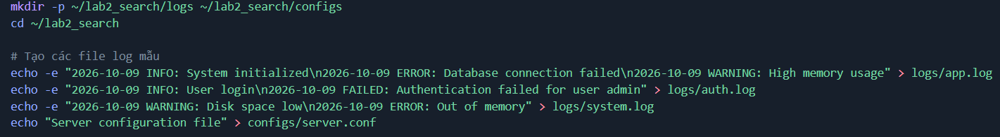 mkdir -p ~/lab2_search/logs ~/lab2_search/configs
cd ~/lab2_search
# Tạo các file log mẫu
echo -e "2026-10-09 INFO: System initialized\n2026-10-09 ERROR: Database connection failed\n2026-10-09 WARNING: High memory usage" > logs/app.log
echo -e "2026-10-09 INFO: User login\n2026-10-09 FAILED: Authentication failed for user admin" > logs/auth.log
echo -e "2026-10-09 WARNING: Disk space low\n2026-10-09 ERROR: Out of memory" > logs/system.log
echo "Server configuration file" > configs/server.conf